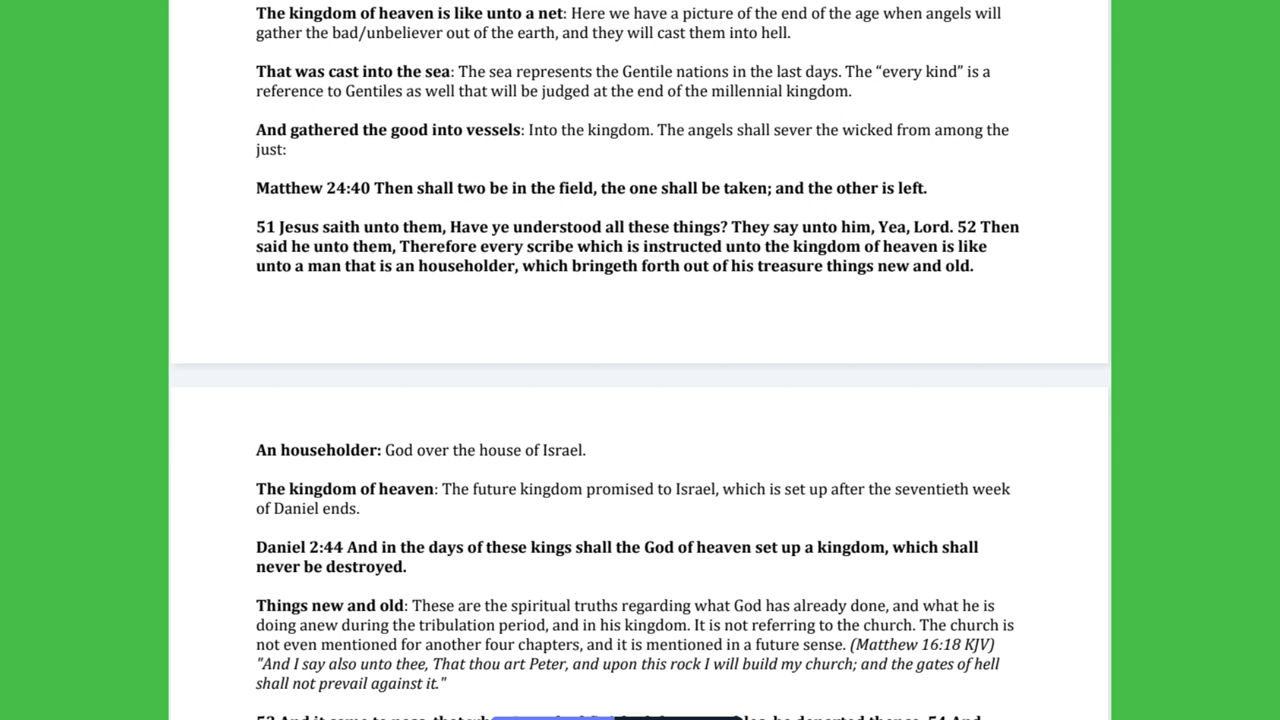 The kingdom of heaven is like unto a net: Here we have a picture of the end of the age when angels will
gather the bad/unbeliever out of the earth, and they will cast them into hell.
That was cast into the sea: The sea represents the Gentile nations in the last days. The “every kind” is a
reference to Gentiles as well that will be judged at the end of the millennial kingdom.
And gathered the good into vessels: Into the kingdom. The angels shall sever the wicked from among the
just:
Matthew 24:40 Then shall two be in the field, the one shall be taken; and the other is left.
51 Jesus saith unto them, Have ye understood all these things? They say unto him, Yea, Lord. 52 Then
said he unto them, Therefore every scribe which is instructed unto the kingdom of heaven is like
unto a man that is an householder, which bringeth forth out of his treasure things new and old.
An householder: God over the house of Israel.
The kingdom of heaven: The future kingdom promised to Israel, which is set up after the seventieth week
of Daniel ends.
Daniel 2:44 And in the days of these kings shall the God of heaven set up a kingdom, which shall
never be destroyed.
Things new and old: These are the spiritual truths regarding what God has already done, and what he is
doing anew during the tribulation period, and in his kingdom. It is not referring to the church. The church is
not even mentioned for another four chapters, and it is mentioned in a future sense. (Matthew 16:18 KJV)
"And I say also unto thee, That thou art Peter, and upon this rock I will build my church; and the gates of hell
shall not prevail against it."
53 And it came to pass, that he departed thence. 54 And